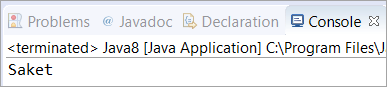 Problems @ Javadoc Declaration Console
<terminated> Java8 [Java Application] C:\Program Files\J
Saket